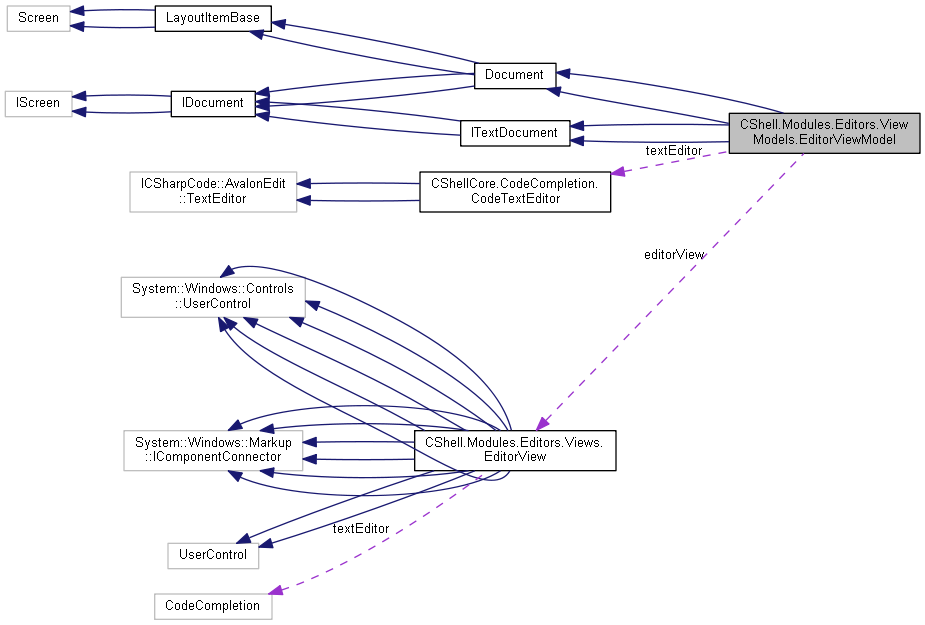 Screen
LayoutItemBase
Document
IScreen
IDocument
ITextDocument
CShell.Modules.Editors.View
Models.EditorViewModel
textEditor
ICSharpCode::AvalonEdit
::TextEditor
CShellCore.CodeCompletion.
CodeTextEditor
editorView
System::Windows::Controls
::UserControl
System::Windows::Markup
::IComponentConnector
CShell.Modules.Editors.Views.
EditorView
textEditor
UserControl
CodeCompletion